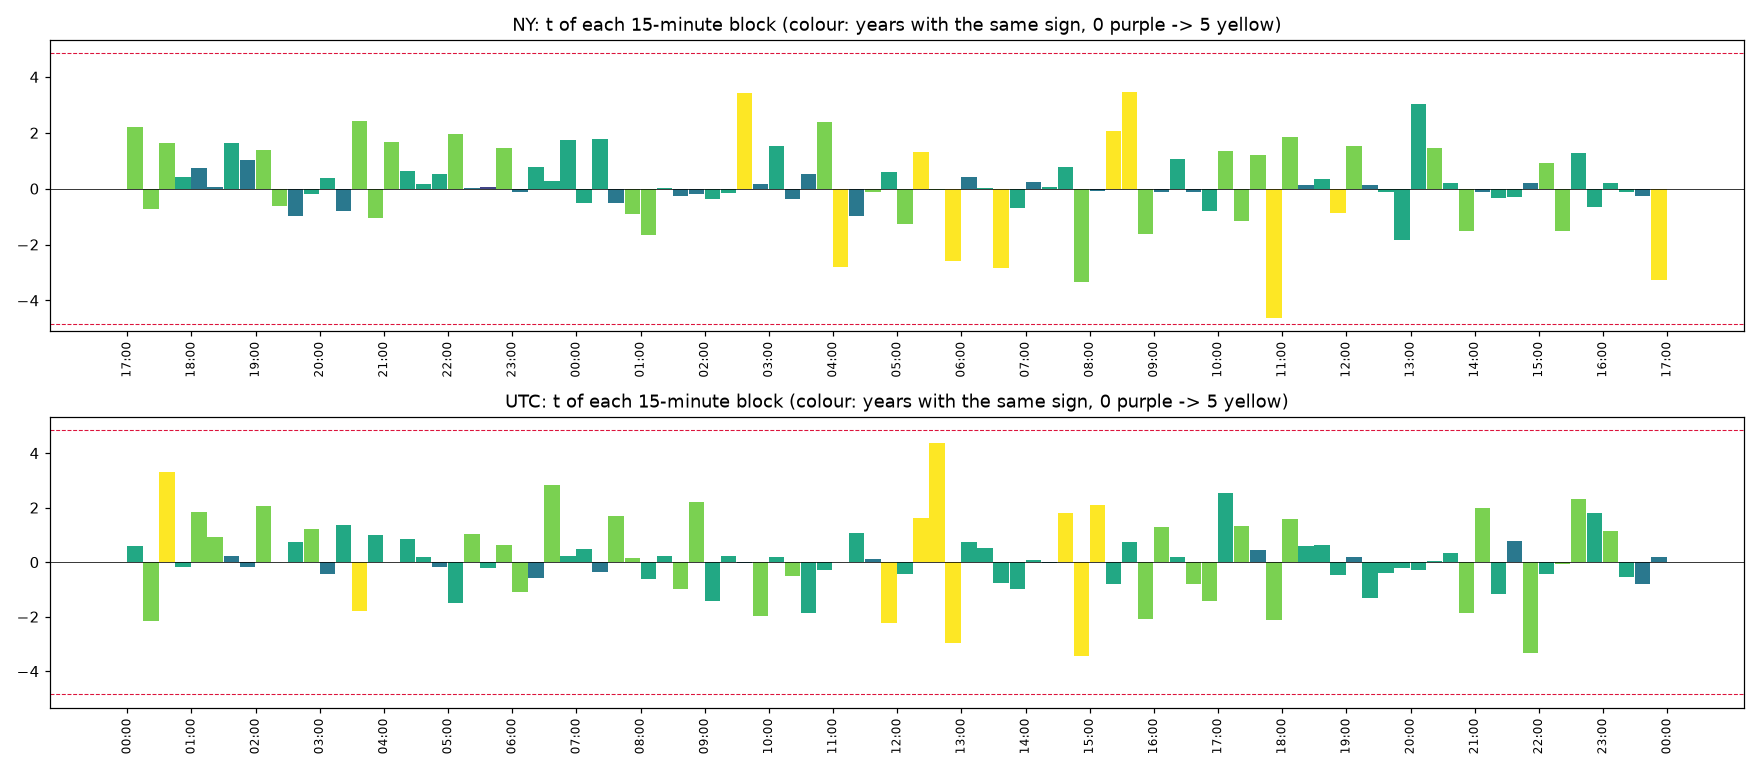 NY: t of each 15-minute block (colour: years with the same sign, 0 purple -> 5 yellow)
4
2
0
−2
−4
17:00 18:00 19:00 20:00 21:00 22:00 23:00 00:00 01:00 02:00 03:00 04:00 05:00 06:00 07:00 08:00 09:00 10:00 11:00 12:00 13:00 14:00 15:00 16:00 17:00
UTC: t of each 15-minute block (colour: years with the same sign, 0 purple -> 5 yellow)
4
2
0
−2
−4
00:00 01:00 02:00 03:00 04:00 05:00 06:00 07:00 08:00 09:00 10:00 11:00 12:00 13:00 14:00 15:00 16:00 17:00 18:00 19:00 20:00 21:00 22:00 23:00 00:00